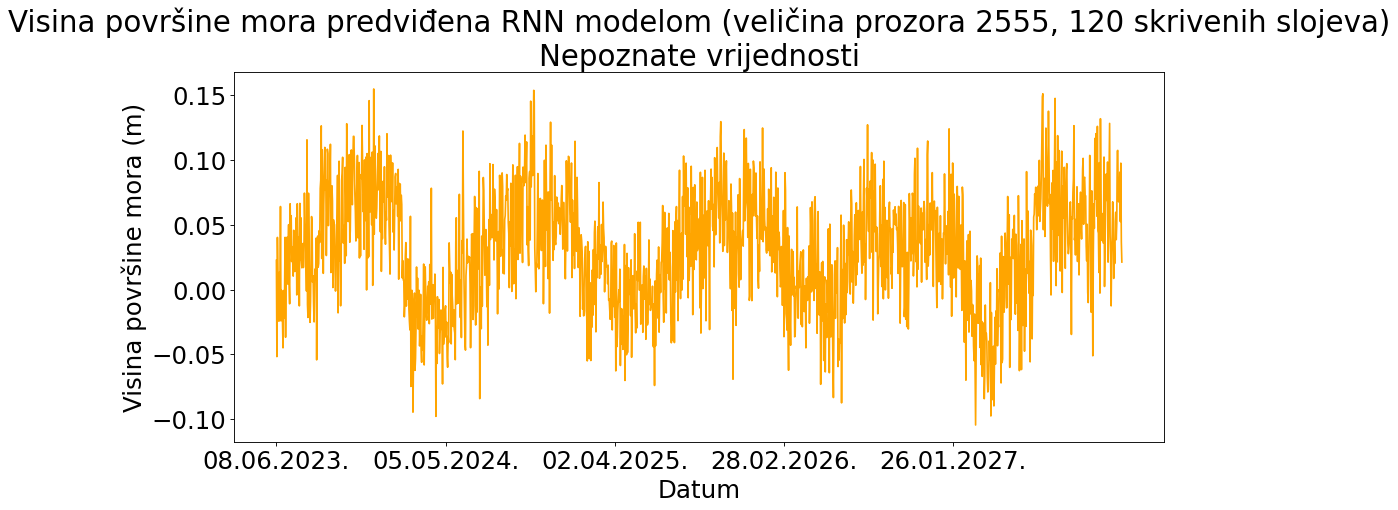 Visina površine mora predviđena RNN modelom (veličina prozora 2555, 120 skrivenih slojeva)
Nepoznate vrijednosti
Visina površine mora (m)
0.15
0.10
0.05
0.00
−0.05
−0.10
08.06.2023. 05.05.2024. 02.04.2025. 28.02.2026. 26.01.2027.
Datum